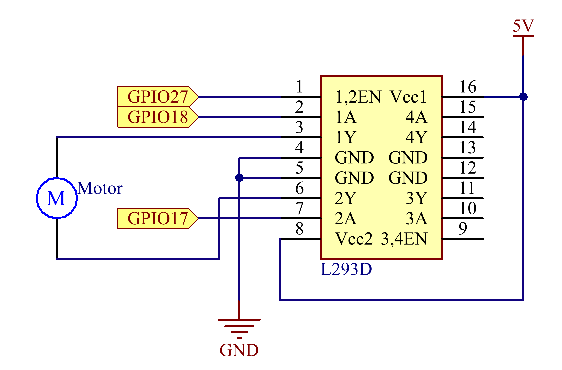 5V
GPIO27 1 1,2EN Vcc1 16
GPIO18 2 1A 4A 15
3 1Y 4Y 14
4 GND GND 13
5 GND GND 12
M Motor 6 2Y 3Y 11
GPIO17 7 2A 3A 10
8 Vcc2 3,4EN 9
L293D
GND